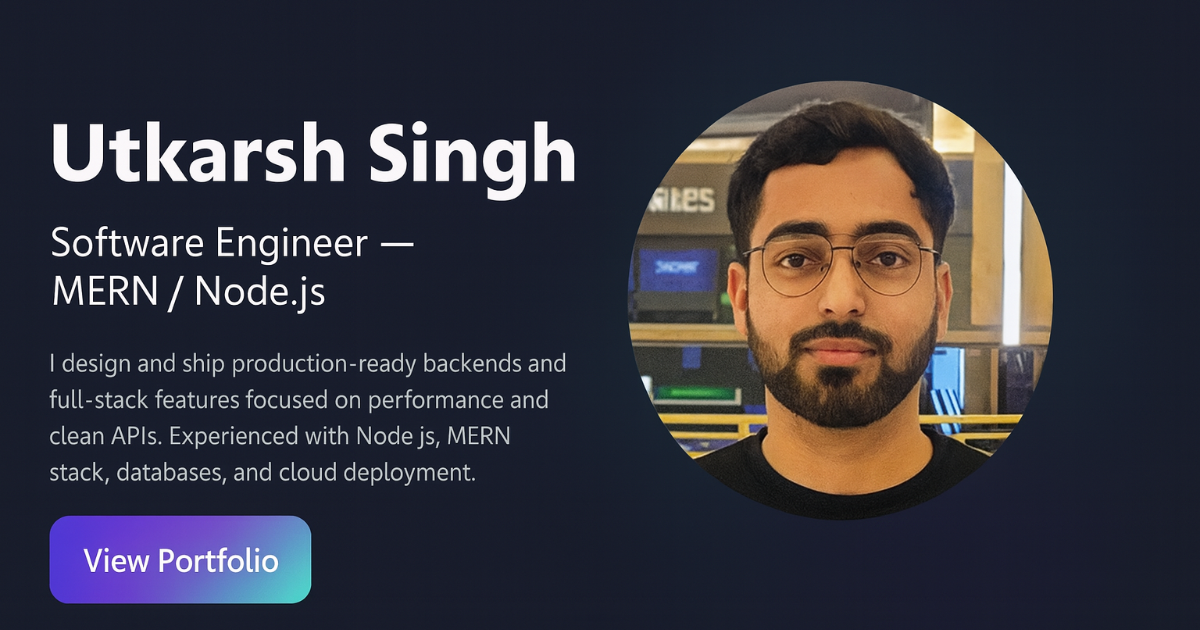 Utkarsh Singh
Software Engineer —
MERN / Node.js
I design and ship production-ready backends and
full-stack features focused on performance and
clean APIs. Experienced with Node js, MERN
stack, databases, and cloud deployment.
View Portfolio